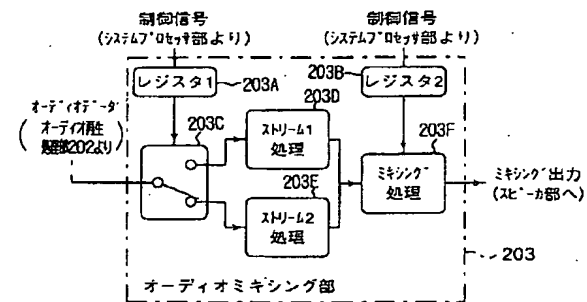 制御信号
(システムプロセッサ部より)
制御信号
(システムプロセッサ部より)
レジスタ1
203A
203B
レジスタ2
オーディオデータ
(オーディオ再生
処理部202より)
203C
203D
ストリーム1
処理
203E
ストリーム2
処理
203F
ミキシング
処理
ミキシング出力
(スピーカ部へ)
203
オーディオミキシング部